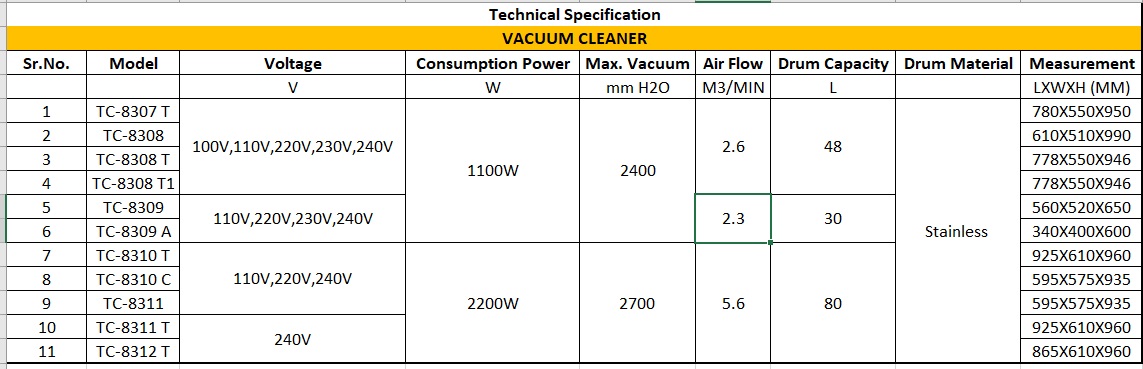 Technical Specification
VACUUM CLEANER
Sr.No. Model Voltage Consumption Power Max. Vacuum Air Flow Drum Capacity Drum Material Measurement
V W mm H2O M3/MIN L LXWXH (MM)
1 TC-8307 T 100V,110V,220V,230V,240V 1100W 2400 2.6 48 Stainless 780X550X950
2 TC-8308 610X510X990
3 TC-8308 T 778X550X946
4 TC-8308 T1 778X550X946
5 TC-8309 110V,220V,230V,240V 2.3 30 560X520X650
6 TC-8309 A 340X400X600
7 TC-8310 T 110V,220V,240V 2200W 2700 5.6 80 925X610X960
8 TC-8310 C 595X575X935
9 TC-8311 595X575X935
10 TC-8311 T 240V 925X610X960
11 TC-8312 T 865X610X960